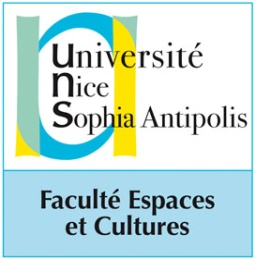 Université
Nice
Sophia Antipolis
Faculté Espaces
et Cultures